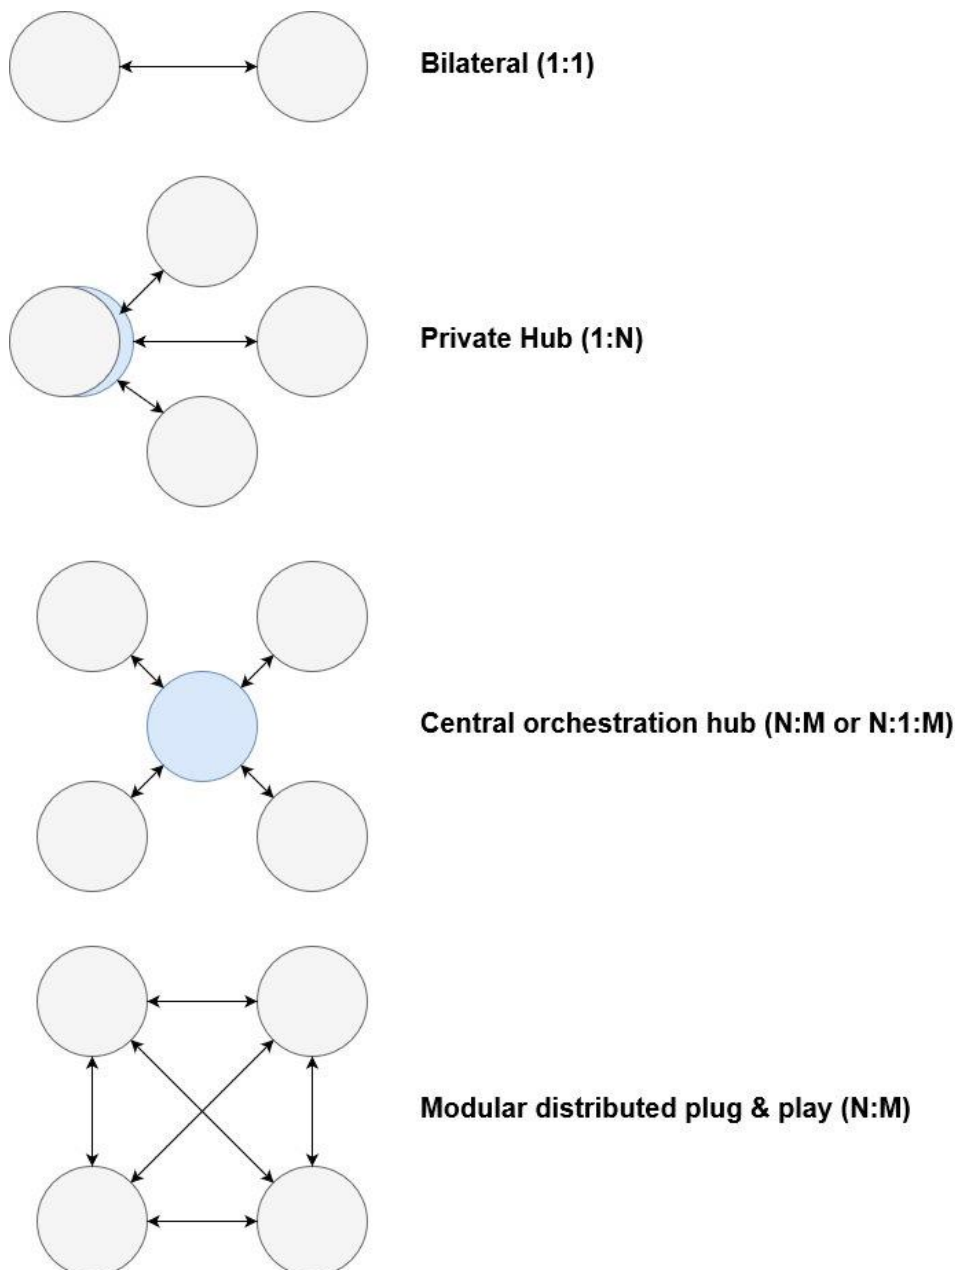 Bilateral (1:1)
Private Hub (1:N)
Central orchestration hub (N:M or N:1:M)
Modular distributed plug & play (N:M)